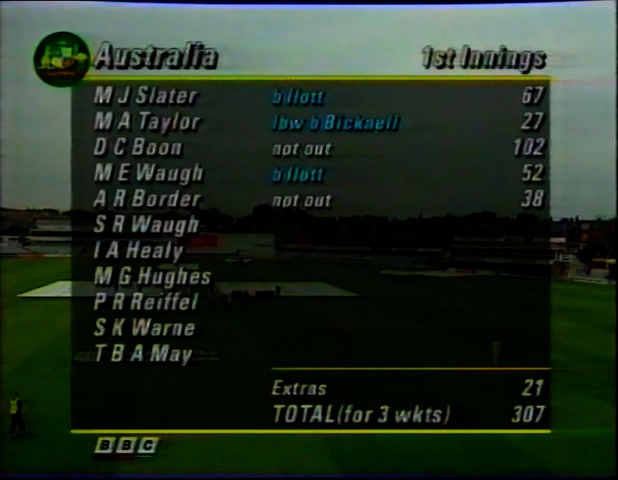 Australia 1st Innings
M J Slater b Ilott 67
M A Taylor lbw b Bicknell 27
D C Boon not out 102
M E Waugh b Ilott 52
A R Border not out 38
S R Waugh
I A Healy
M G Hughes
P R Reiffel
S K Warne
T B A May
Extras 21
TOTAL(for 3 wkts) 307
BBC